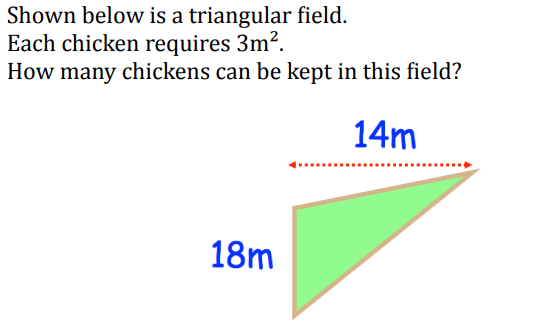 Shown below is a triangular field.
Each chicken requires 3m².
How many chickens can be kept in this field?
14m
18m